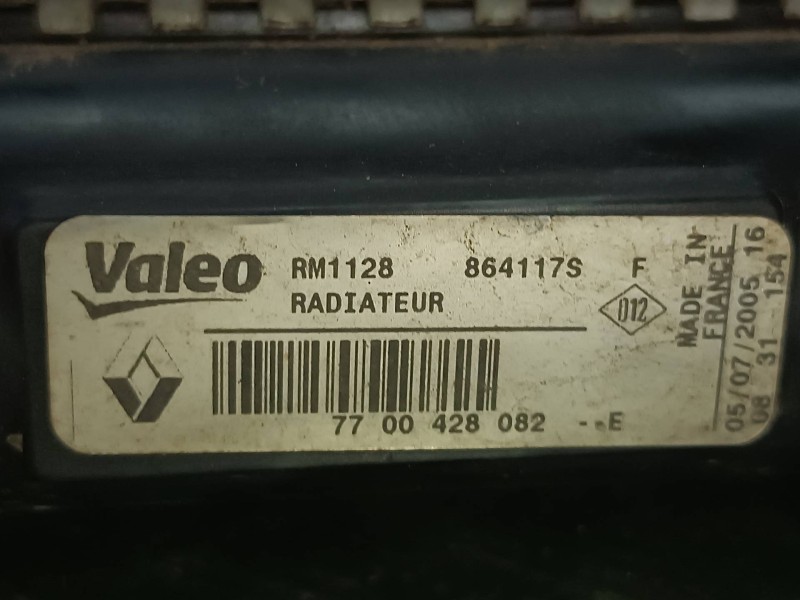 Valeo RM1128 864117S F
RADIATEUR
D12
77 00 428 082 --E
MADE IN
FRANCE
05/07/2005 16
08 31 154